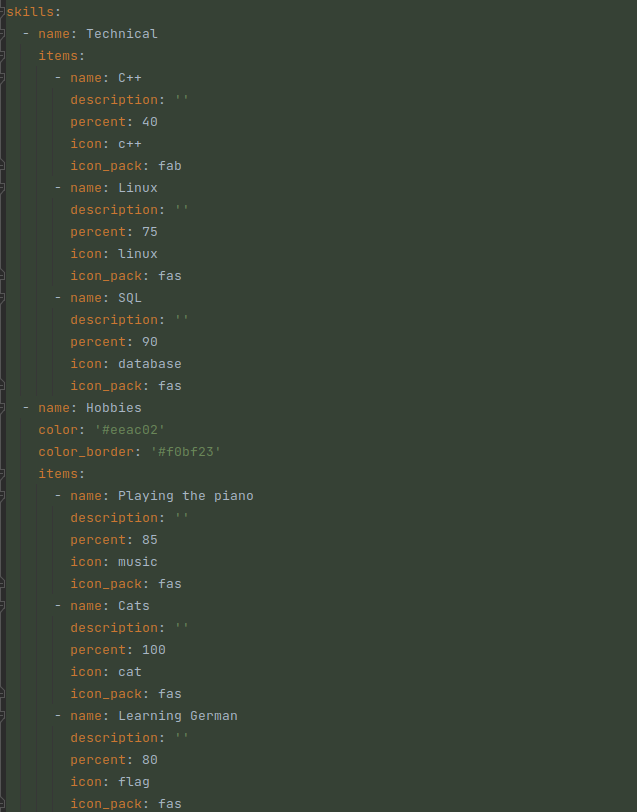 skills:
  - name: Technical
    items:
      - name: C++
        description: ''
        percent: 40
        icon: c++
        icon_pack: fab
      - name: Linux
        description: ''
        percent: 75
        icon: linux
        icon_pack: fas
      - name: SQL
        description: ''
        percent: 90
        icon: database
        icon_pack: fas
  - name: Hobbies
    color: '#eeac02'
    color_border: '#f0bf23'
    items:
      - name: Playing the piano
        description: ''
        percent: 85
        icon: music
        icon_pack: fas
      - name: Cats
        description: ''
        percent: 100
        icon: cat
        icon_pack: fas
      - name: Learning German
        description: ''
        percent: 80
        icon: flag
        icon_pack: fas